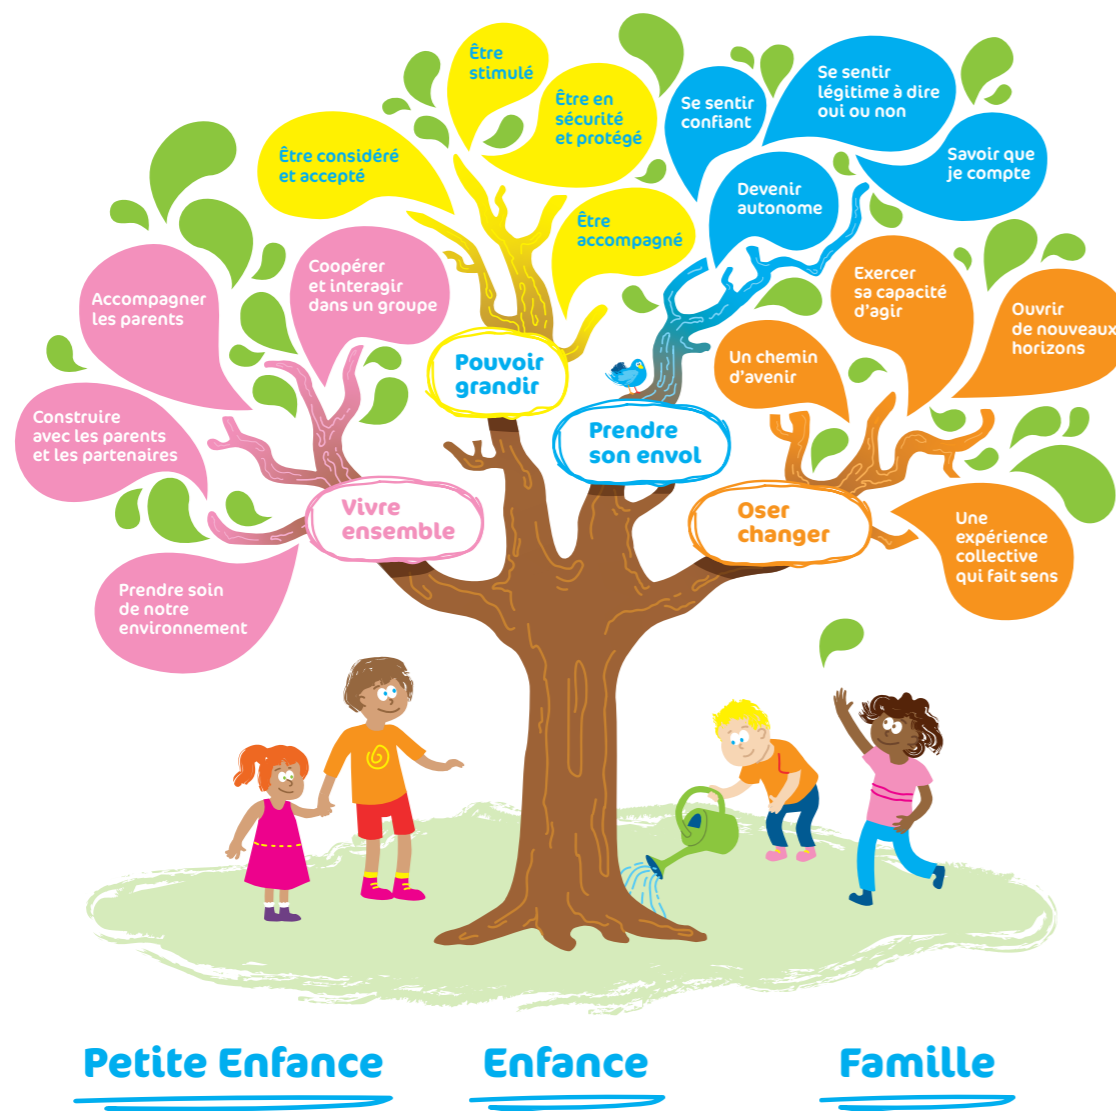 Être
stimulé
Être en
sécurité
et protégé
Être considéré
et accepté
Être
accompagné
Pouvoir
grandir
Se sentir
confiant
Se sentir
légitime à dire
oui ou non
Savoir que
je compte
Devenir
autonome
Prendre
son envol
Accompagner
les parents
Coopérer
et interagir
dans un groupe
Construire
avec les parents
et les partenaires
Prendre soin
de notre
environnement
Vivre
ensemble
Exercer
sa capacité
d'agir
Ouvrir
de nouveaux
horizons
Un chemin
d'avenir
Une
expérience
collective
qui fait sens
Oser
changer
Petite Enfance
Enfance
Famille